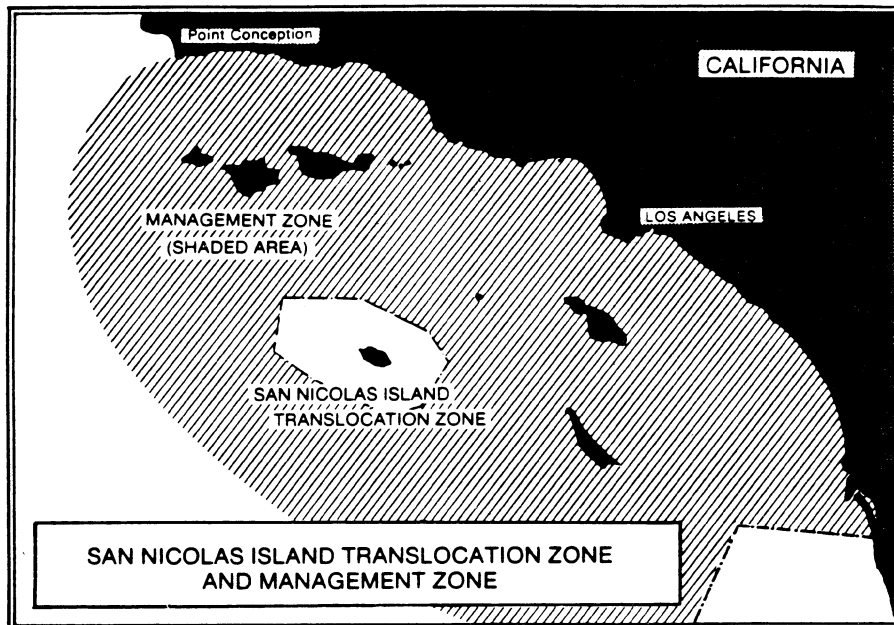 Point Conception
CALIFORNIA
LOS ANGELES
MANAGEMENT ZONE
(SHADED AREA)
SAN NICOLAS ISLAND
TRANSLOCATION ZONE
SAN NICOLAS ISLAND TRANSLOCATION ZONE
AND MANAGEMENT ZONE